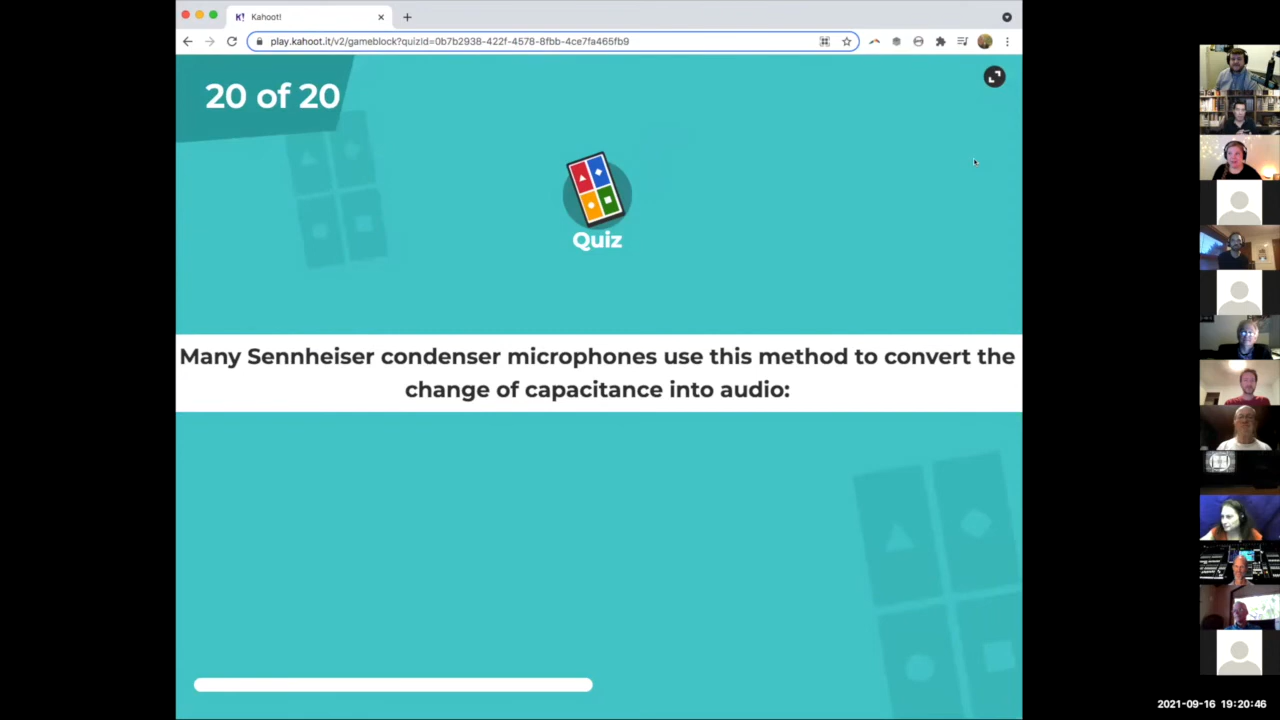 Kahoot!
play.kahoot.it/v2/gameblock?quizId=0b7b2938-422f-4578-8fbb-4ce7fa465fb9
20 of 20
Quiz
Many Sennheiser condenser microphones use this method to convert the
change of capacitance into audio:
2021-09-16 19:20:46